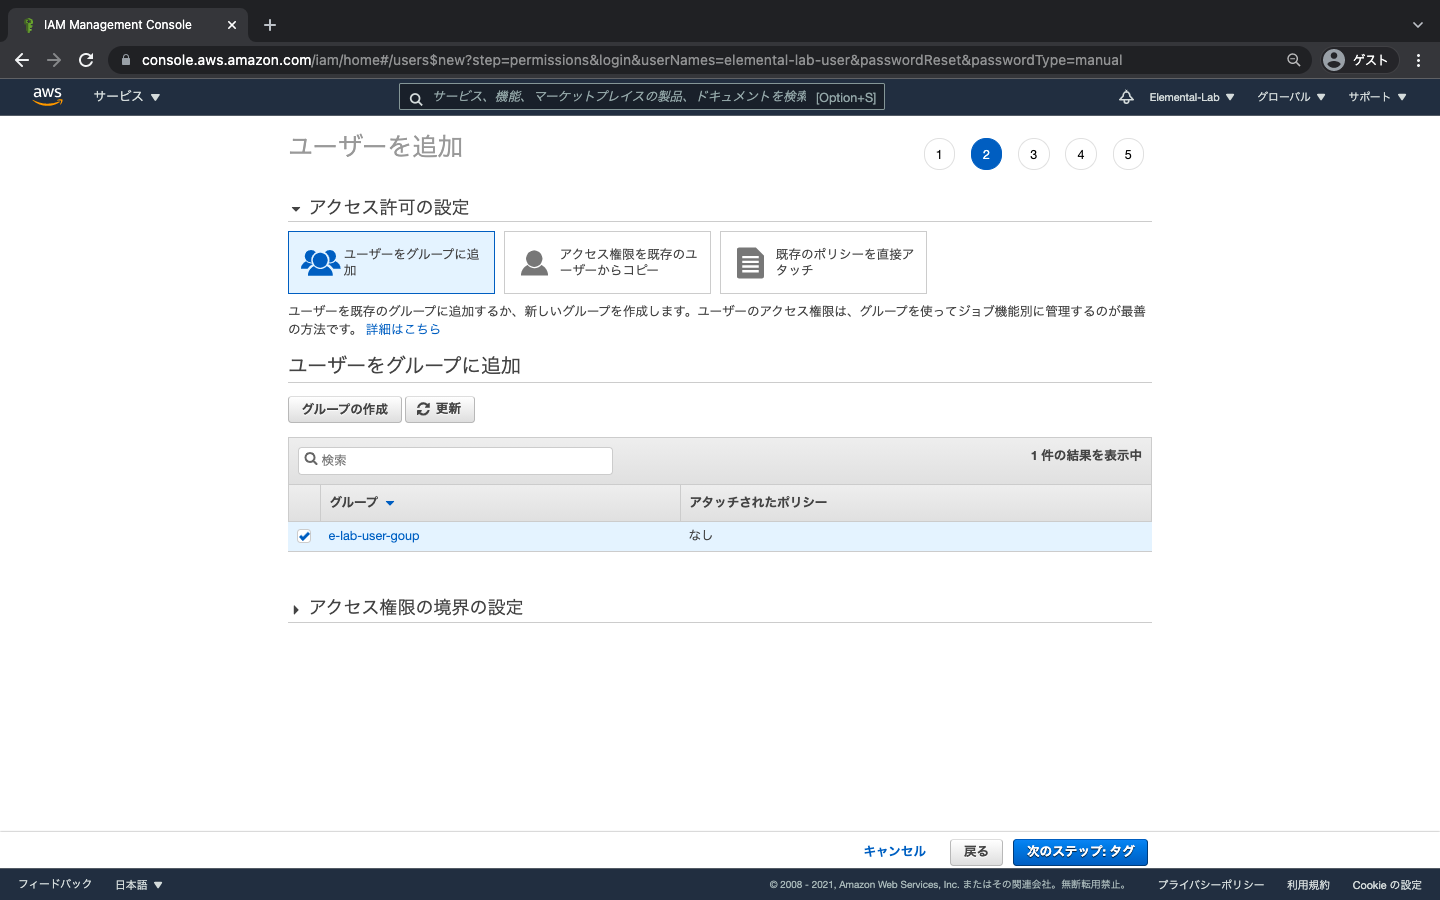 IAM Management Console
console.aws.amazon.com/iam/home#/users$new?step=permissions&login&userNames=elemental-lab-user&passwordReset&passwordType=manual
ゲスト
aws
サービス
サービス、機能、マーケットプレイスの製品、ドキュメントを検索
[Option+S]
Elemental-Lab
グローバル
サポート
ユーザーを追加
1
2
3
4
5
アクセス許可の設定
ユーザーをグループに追
加
アクセス権限を既存のユ
ーザーからコピー
既存のポリシーを直接ア
タッチ
ユーザーを既存のグループに追加するか、新しいグループを作成します。ユーザーのアクセス権限は、グループを使ってジョブ機能別に管理するのが最善
の方法です。 詳細はこちら
ユーザーをグループに追加
グループの作成
更新
検索
1 件の結果を表示中
グループ
アタッチされたポリシー
e-lab-user-goup
なし
アクセス権限の境界の設定
キャンセル
戻る
次のステップ: タグ
フィードバック
日本語
© 2008 - 2021, Amazon Web Services, Inc. またはその関連会社。無断転用禁止。
プライバシーポリシー
利用規約
Cookie の設定